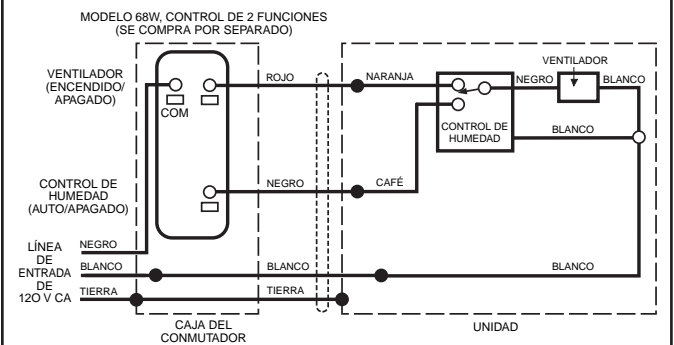 MODELO 68W, CONTROL DE 2 FUNCIONES
(SE COMPRA POR SEPARADO)
VENTILADOR
(ENCENDIDO/
APAGADO)
COM
ROJO
NARANJA
VENTILADOR
NEGRO
BLANCO
CONTROL DE
HUMEDAD
BLANCO
CONTROL DE
HUMEDAD
(AUTO/APAGADO)
NEGRO
CAFÉ
LÍNEA
DE
ENTRADA
DE
12O V CA
NEGRO
BLANCO
BLANCO
BLANCO
TIERRA
TIERRA
CAJA DEL
CONMUTADOR
UNIDAD